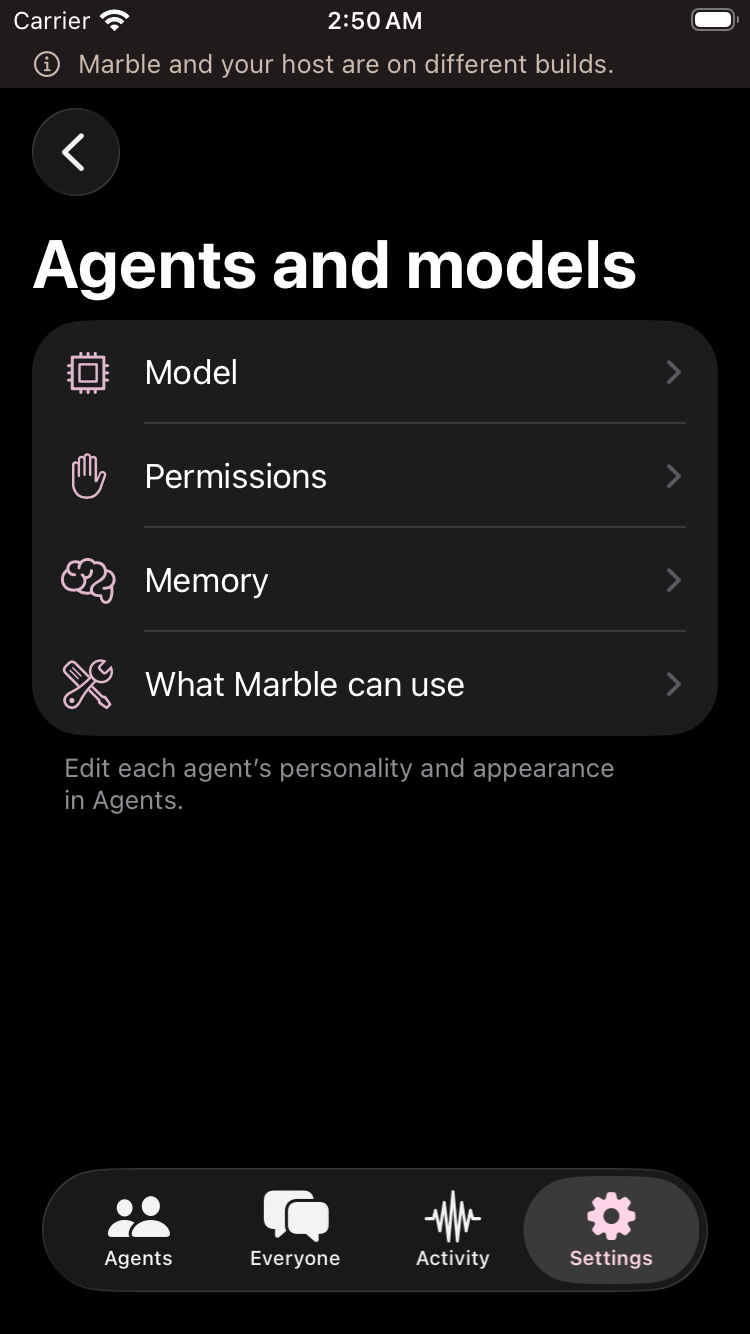 Carrier 2:50 AM
Marble and your host are on different builds.
Agents and models
Model
Permissions
Memory
What Marble can use
Edit each agent’s personality and appearance
in Agents.
Agents Everyone Activity Settings